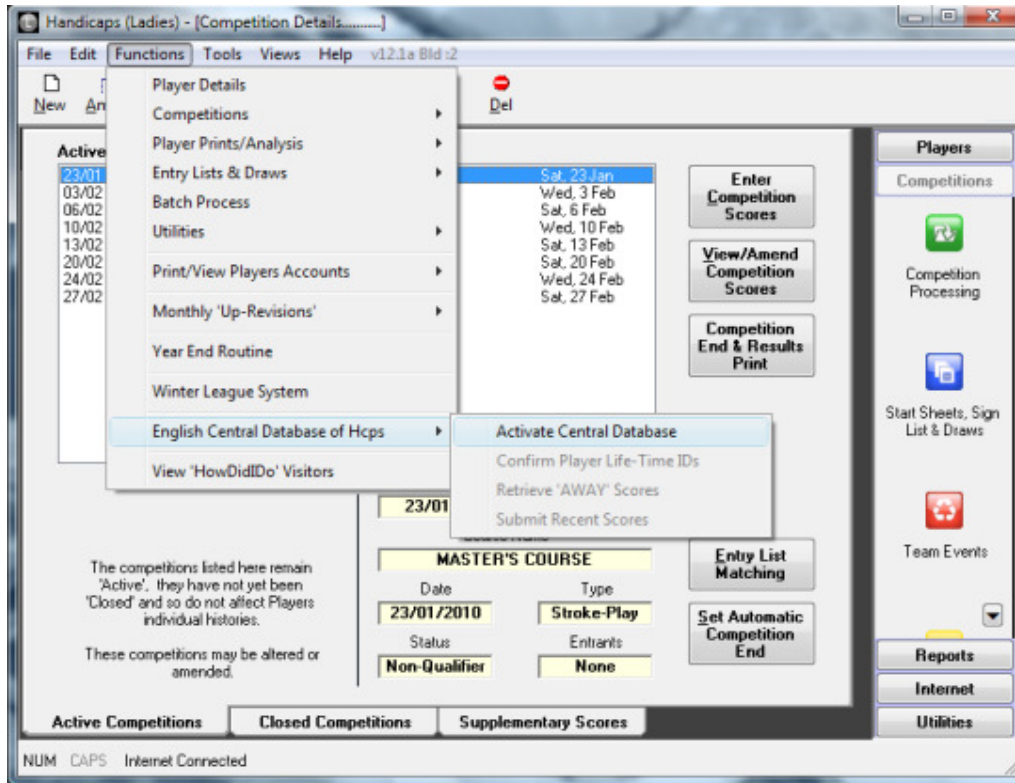 Handicaps (Ladies) - [Competition Details..........]
File Edit Functions Tools Views Help v12.1a Bld :2
New Del
Player Details
Competitions
Player Prints/Analysis
Entry Lists & Draws
Batch Process
Utilities
Print/View Players Accounts
Monthly 'Up-Revisions'
Year End Routine
Winter League System
English Central Database of Hcps
View 'HowDidIDo' Visitors
Activate Central Database
Confirm Player Life-Time IDs
Retrieve 'AWAY' Scores
Submit Recent Scores
Active
23/01 Sat, 23 Jan
03/02 Wed, 3 Feb
06/02 Sat, 6 Feb
10/02 Wed, 10 Feb
13/02 Sat, 13 Feb
20/02 Sat, 20 Feb
24/02 Wed, 24 Feb
27/02 Sat, 27 Feb
Enter
Competition
Scores
View/Amend
Competition
Scores
Competition
End & Results
Print
Entry List
Matching
Set Automatic
Competition
End
The competitions listed here remain
'Active', they have not yet been
'Closed' and so do not affect Players
individual histories.
These competitions may be altered or
amended.
23/01
MASTER'S COURSE
Date Type
23/01/2010 Stroke-Play
Status Entrants
Non-Qualifier None
Players
Competitions
Competition
Processing
Start Sheets, Sign
List & Draws
Team Events
Reports
Internet
Utilities
Active Competitions Closed Competitions Supplementary Scores
NUM CAPS Internet Connected